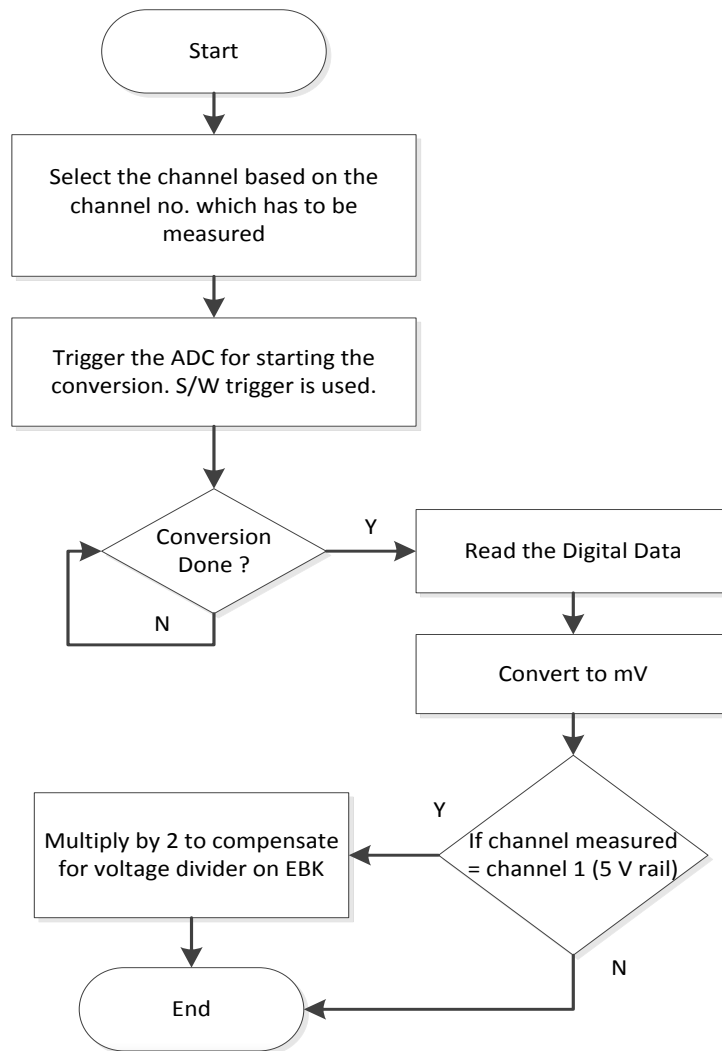 Start
Select the channel based on the
channel no. which has to be
measured
Trigger the ADC for starting the
conversion. S/W trigger is used.
Conversion
Done ?
Y
N
Read the Digital Data
Convert to mV
If channel measured
= channel 1 (5 V rail)
Y
N
Multiply by 2 to compensate
for voltage divider on EBK
End